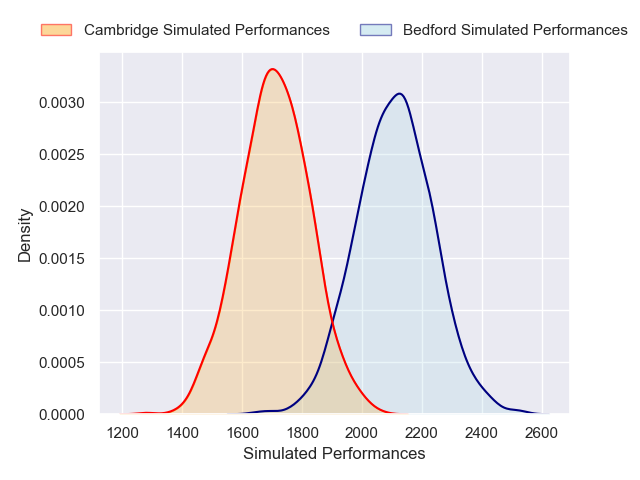 Cambridge Simulated Performances Bedford Simulated Performances
0.0030
0.0025
0.0020
0.0015
0.0010
0.0005
0.0000
Density
1200 1400 1600 1800 2000 2200 2400 2600
Simulated Performances